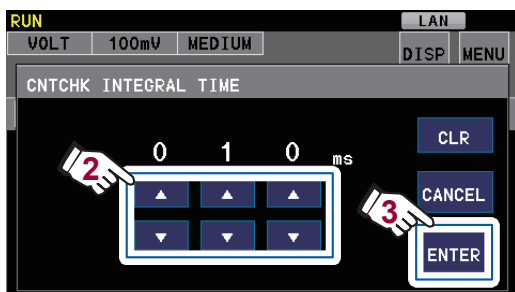 RUN LAN
VOLT 100mV MEDIUM DISP MENU
CNTCHK INTEGRAL TIME
CLR
2 0 1 0 ms
CANCEL
3
ENTER